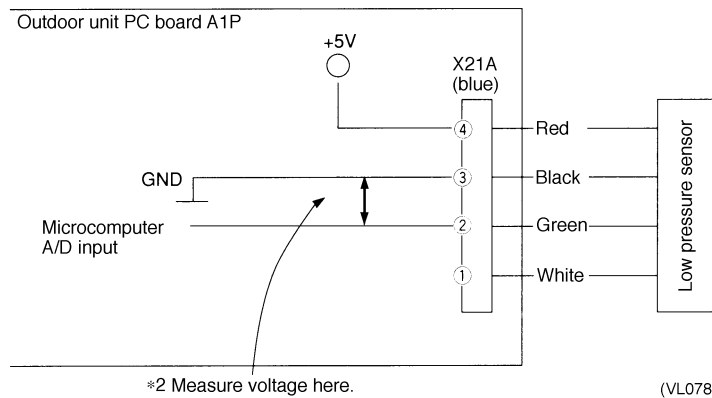 Outdoor unit PC board A1P
+5V
X21A
(blue)
4
Red
GND
3
Black
Microcomputer
A/D input
2
Green
1
White
Low pressure sensor
*2 Measure voltage here.
(VL078